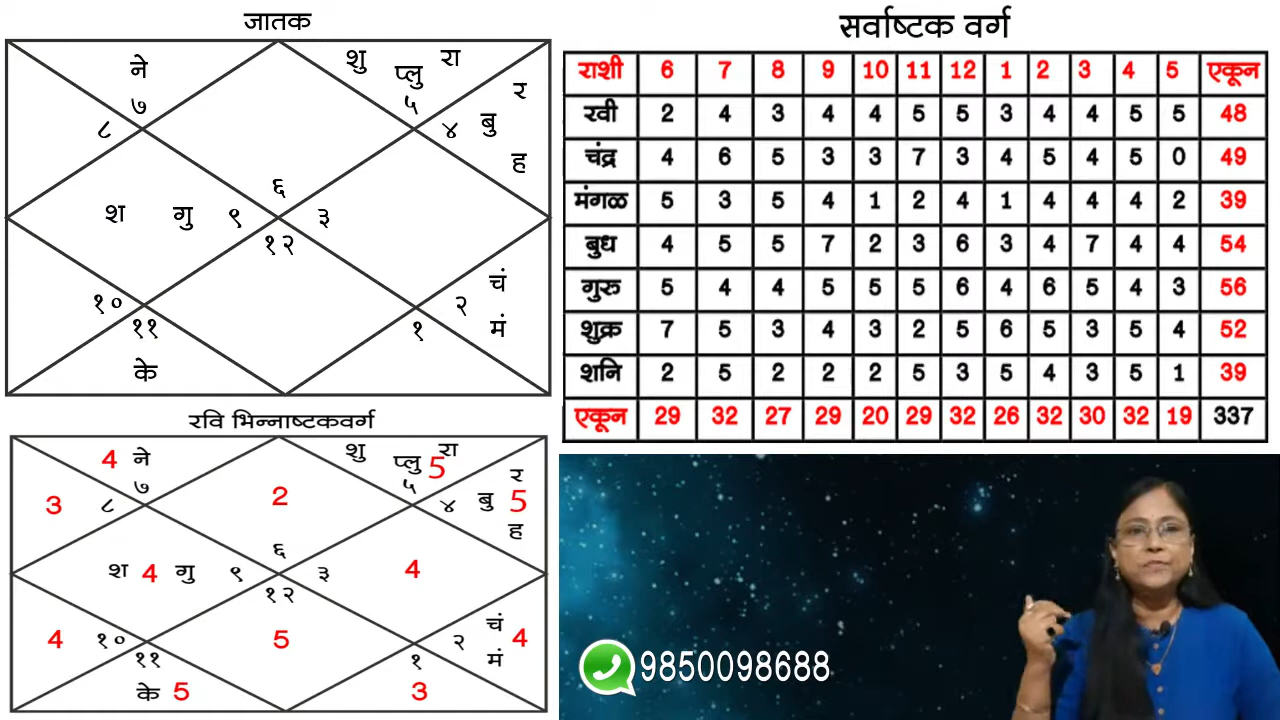 जातक
ने
७
८
शु
प्लु
रा
५
र
४ बु
ह
६
श गु ९ ३
१२
१०
११
के
चं
२
मं
१
रवि भिन्नाष्टकवर्ग
4 ने
७
3 ८
2
शु
प्लु 5 रा
५
र
४ बु 5
ह
६
श 4 गु ९ ३ 4
१२
4 १०
११
के 5
5
चं
२ 4
मं
१
3
सर्वाष्टक वर्ग
राशी 6 7 8 9 10 11 12 1 2 3 4 5 एकून
रवी 2 4 3 4 4 5 5 3 4 4 5 5 48
चंद्र 4 6 5 3 3 7 3 4 5 4 5 0 49
मंगळ 5 3 5 4 1 2 4 1 4 4 4 2 39
बुध 4 5 5 7 2 3 6 3 4 7 4 4 54
गुरु 5 4 4 5 5 5 6 4 6 5 4 3 56
शुक्र 7 5 3 4 3 2 5 6 5 3 5 4 52
शनि 2 5 2 2 2 5 3 5 4 3 5 1 39
एकून 29 32 27 29 20 29 32 26 32 30 32 19 337
9850098688